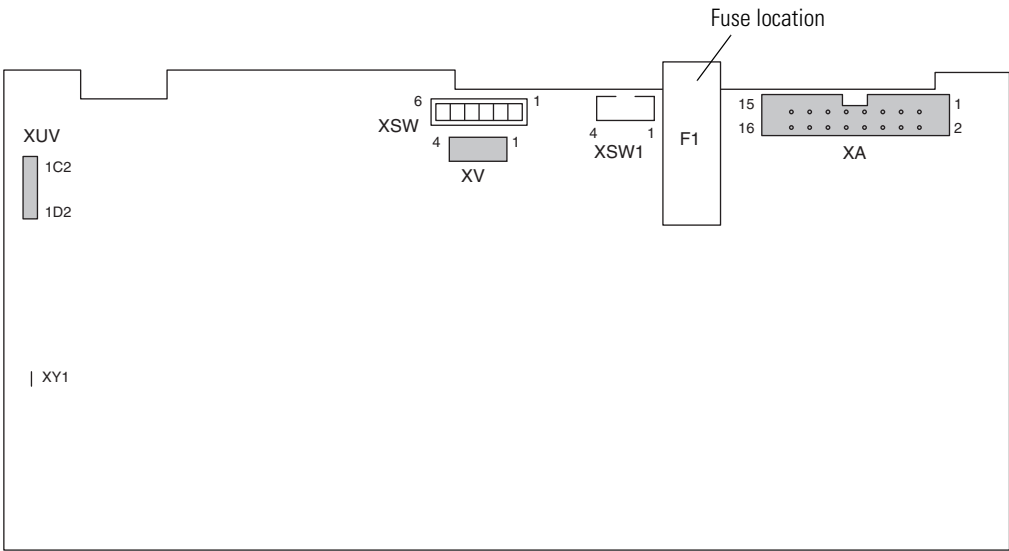 Fuse location
6 1
XSW
4 1
XV
4 1
XSW1
F1
15 1
16 2
XA
XUV
1C2
1D2
XY1